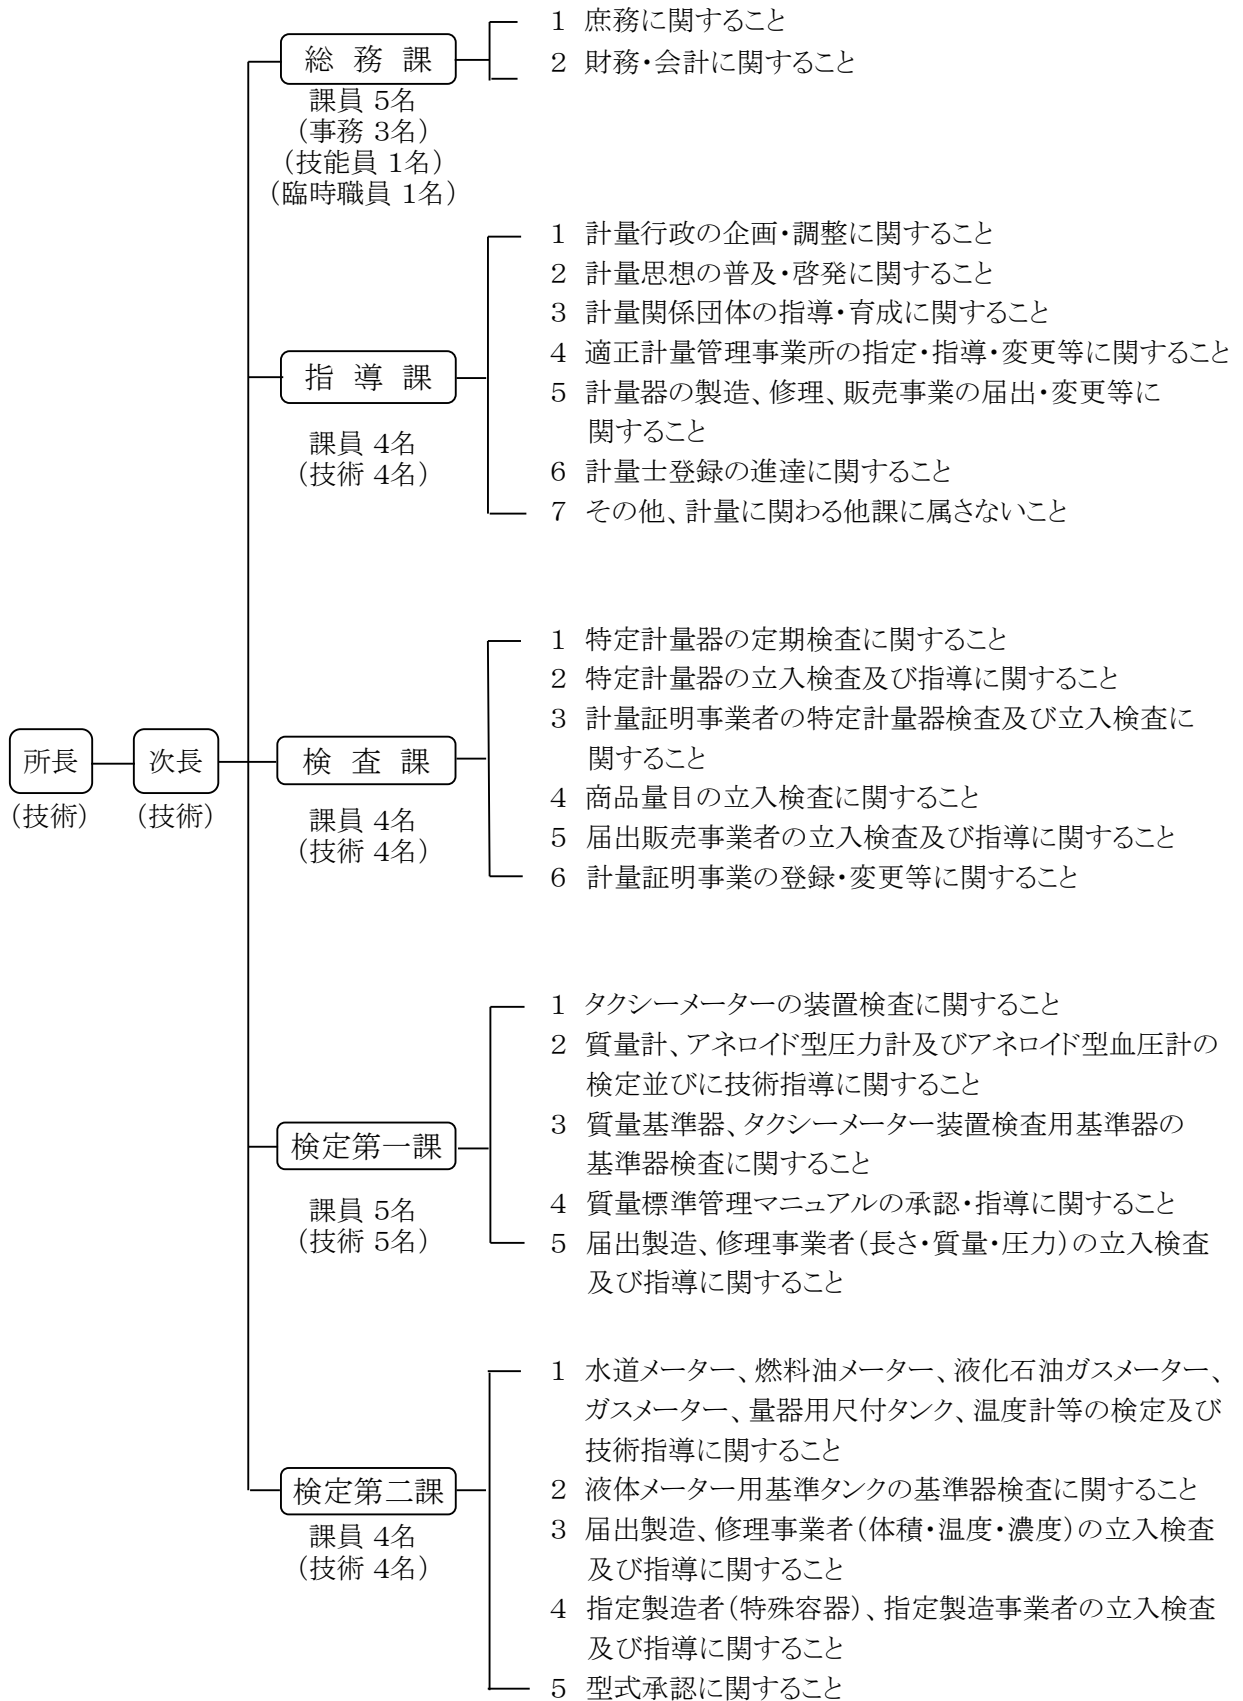 総務課
課員 5名
(事務 3名)
(技能員 1名)
(臨時職員 1名)
1 庶務に関すること
2 財務・会計に関すること
指導課
課員 4名
(技術 4名)
1 計量行政の企画・調整に関すること
2 計量思想の普及・啓発に関すること
3 計量関係団体の指導・育成に関すること
4 適正計量管理事業所の指定・指導・変更等に関すること
5 計量器の製造、修理、販売事業の届出・変更等に
関すること
6 計量士登録の進達に関すること
7 その他、計量に関わる他課に属さないこと
所長
(技術)
次長
(技術)
検査課
課員 4名
(技術 4名)
1 特定計量器の定期検査に関すること
2 特定計量器の立入検査及び指導に関すること
3 計量証明事業者の特定計量器検査及び立入検査に
関すること
4 商品量目の立入検査に関すること
5 届出販売事業者の立入検査及び指導に関すること
6 計量証明事業の登録・変更等に関すること
検定第一課
課員 5名
(技術 5名)
1 タクシーメーターの装置検査に関すること
2 質量計、アネロイド型圧力計及びアネロイド型血圧計の
検定並びに技術指導に関すること
3 質量基準器、タクシーメーター装置検査用基準器の
基準器検査に関すること
4 質量標準管理マニュアルの承認・指導に関すること
5 届出製造、修理事業者(長さ・質量・圧力)の立入検査
及び指導に関すること
検定第二課
課員 4名
(技術 4名)
1 水道メーター、燃料油メーター、液化石油ガスメーター、
ガスメーター、量器用尺付タンク、温度計等の検定及び
技術指導に関すること
2 液体メーター用基準タンクの基準器検査に関すること
3 届出製造、修理事業者(体積・温度・濃度)の立入検査
及び指導に関すること
4 指定製造者(特殊容器)、指定製造事業者の立入検査
及び指導に関すること
5 型式承認に関すること